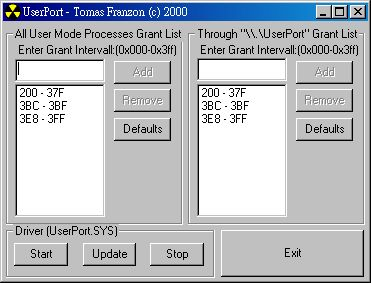 UserPort - Tomas Franzon (c) 2000
All User Mode Processes Grant List
Enter Grant Intervall:(0x000-0x3ff)
Add
200 - 37F
3BC - 3BF
3E8 - 3FF
Remove
Defaults
Through "\\.\UserPort" Grant List
Enter Grant Intervall:(0x000-0x3ff)
Add
200 - 37F
3BC - 3BF
3E8 - 3FF
Remove
Defaults
Driver (UserPort.SYS)
Start
Update
Stop
Exit